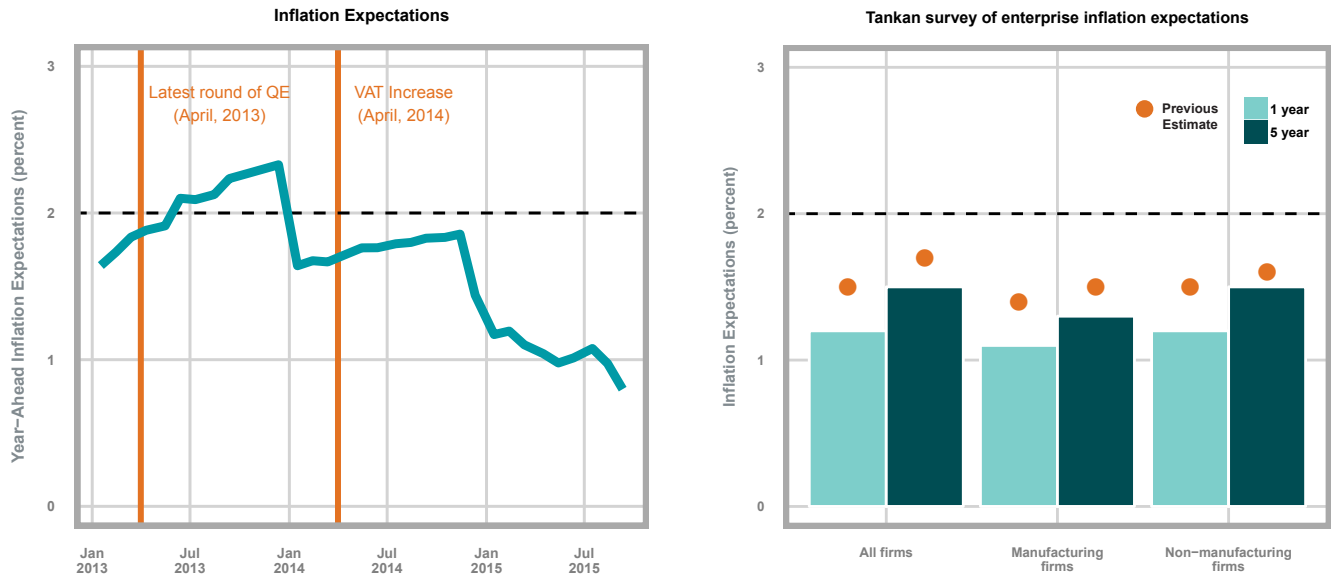 Inflation Expectations
Year−Ahead Inflation Expectations (percent)
3
2
1
0
Latest round of QE
(April, 2013)
VAT Increase
(April, 2014)
Jan
2013
Jul
2013
Jan
2014
Jul
2014
Jan
2015
Jul
2015
Tankan survey of enterprise inflation expectations
Inflation Expectations (percent)
3
2
1
0
Previous
Estimate
1 year
5 year
All firms
Manufacturing
firms
Non−manufacturing
firms